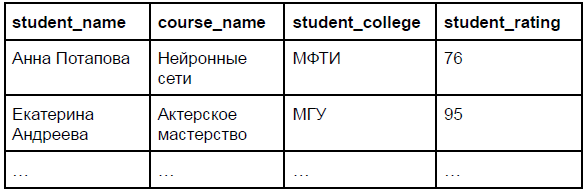 student_name course_name student_college student_rating
Анна Потапова Нейронные сети МФТИ 76
Екатерина Андреева Актерское мастерство МГУ 95
… … … …